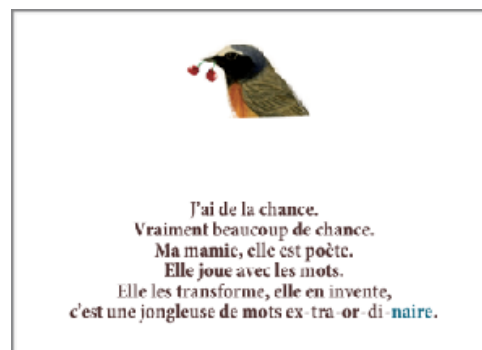 J'ai de la chance.
Vraiment beaucoup de chance.
Ma mamie, elle est poète.
Elle joue avec les mots.
Elle les transforme, elle en invente,
c'est une jongleuse de mots ex-tra-or-di-naire.